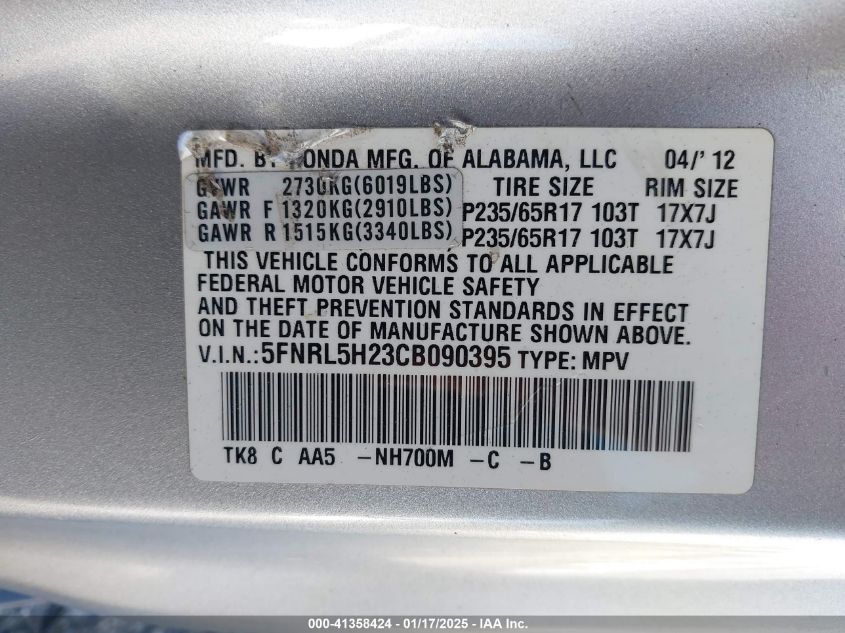 MFD. BY HONDA MFG. OF ALABAMA, LLC 04/' 12
GVWR 2730KG(6019LBS) TIRE SIZE RIM SIZE
GAWR F 1320KG(2910LBS) P235/65R17 103T 17X7J
GAWR R 1515KG(3340LBS) P235/65R17 103T 17X7J
THIS VEHICLE CONFORMS TO ALL APPLICABLE
FEDERAL MOTOR VEHICLE SAFETY
AND THEFT PREVENTION STANDARDS IN EFFECT
ON THE DATE OF MANUFACTURE SHOWN ABOVE.
V.I.N.:5FNRL5H23CB090395 TYPE: MPV
TK8 C AA5 -NH700M -C -B
000-41358424 - 01/17/2025 - IAA Inc.